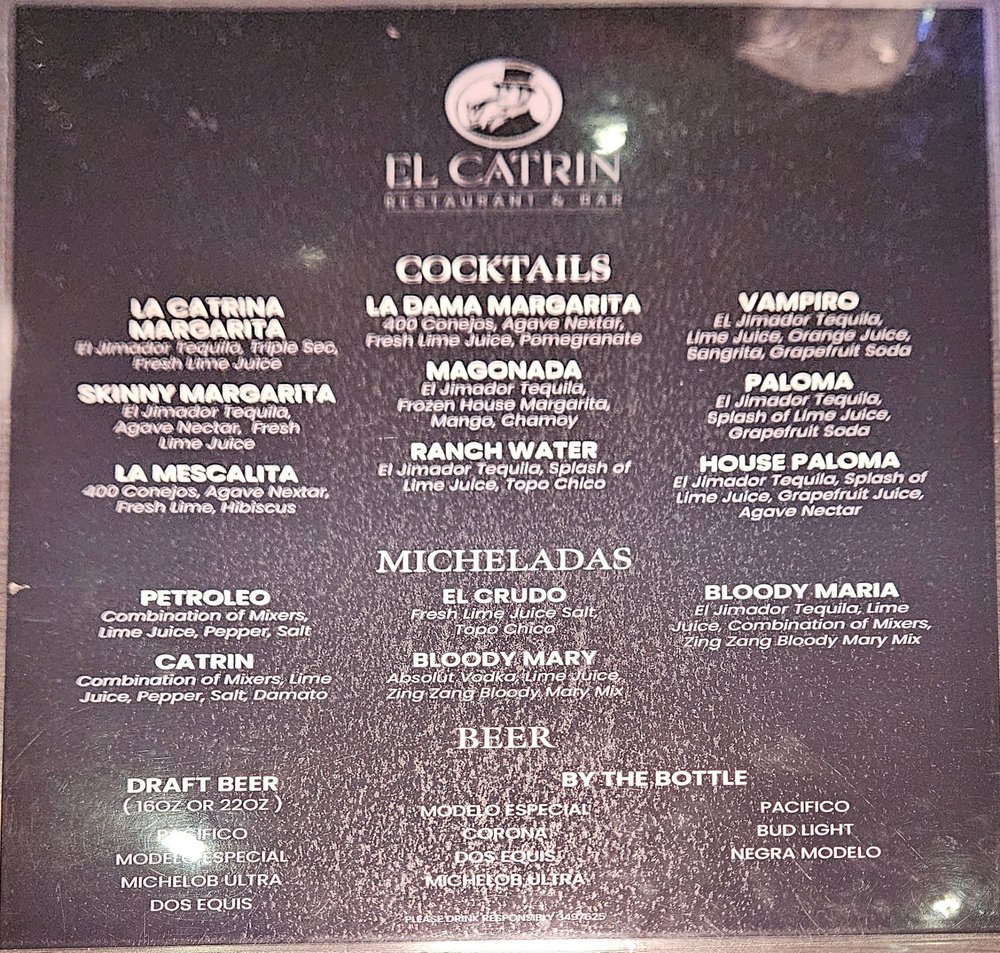 EL CATRIN
RESTAURANT & BAR
COCKTAILS
LA CATRINA
MARGARITA
El Jimador Tequila, Triple Sec,
Fresh Lime Juice
SKINNY MARGARITA
El Jimador Tequila,
Agave Nectar, Fresh
Lime Juice
LA MESCALITA
400 Conejos, Agave Nextar,
Fresh Lime, Hibiscus
LA DAMA MARGARITA
400 Conejos, Agave Nextar,
Fresh Lime Juice, Pomegranate
MAGONADA
El Jimador Tequila,
Frozen House Margarita,
Mango, Chamoy
RANCH WATER
El Jimador Tequila, Splash of
Lime Juice, Topo Chico
VAMPIRO
EL Jimador Tequila,
Lime Juice, Orange Juice,
Sangrita, Grapefruit Soda
PALOMA
El Jimador Tequila,
Splash of Lime Juice,
Grapefruit Soda
HOUSE PALOMA
El Jimador Tequila, Splash of
Lime Juice, Grapefruit Juice,
Agave Nectar
MICHELADAS
PETROLEO
Combination of Mixers,
Lime Juice, Pepper, Salt
CATRIN
Combination of Mixers, Lime
Juice, Pepper, Salt, Damato
EL CRUDO
Fresh Lime Juice Salt
Topo Chico
BLOODY MARY
Absolut Vodka, Lime Juice,
Zing Zang Bloody Mary Mix
BLOODY MARIA
El Jimador Tequila, Lime
Juice, Combination of Mixers,
Zing Zang Bloody Mary Mix
BEER
DRAFT BEER
( 16OZ OR 22OZ )
PACIFICO
MODELO ESPECIAL
MICHELOB ULTRA
DOS EQUIS
BY THE BOTTLE
MODELO ESPECIAL
CORONA
DOS EQUIS
MICHELOB ULTRA
PACIFICO
BUD LIGHT
NEGRA MODELO
PLEASE DRINK RESPONSIBLY 3497625